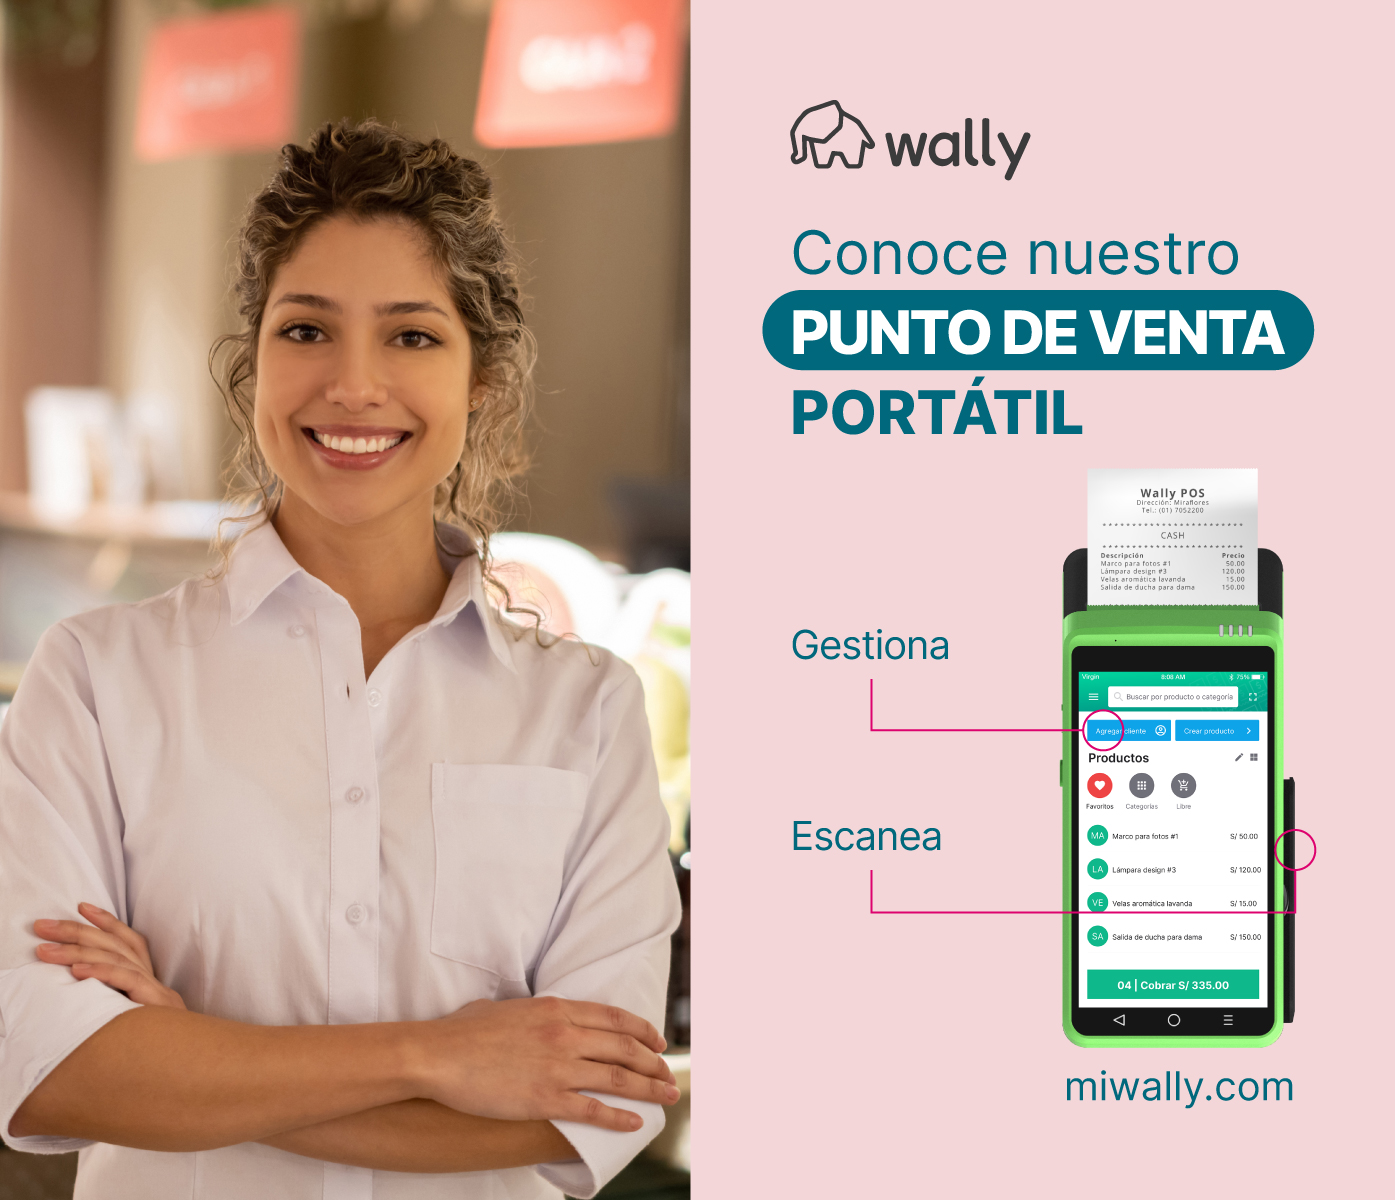 wally
Conoce nuestro
PUNTO DE VENTA
PORTÁTIL
Wally POS
Dirección: Miraflores
Tel.: (01) 7052200
CASH
Descripción Precio
Marco para fotos #1 50.00
Lámpara design #3 120.00
Velas aromática lavanda 15.00
Salida de ducha para dama 150.00
Gestiona
Virgin 8:08 AM 75%
Buscar por producto o categoría
Agregar cliente Crear producto
Productos
Favoritos Categorías Libre
Escanea
MA Marco para fotos #1 S/ 50.00
LA Lámpara design #3 S/ 120.00
VE Velas aromática lavanda S/ 15.00
SA Salida de ducha para dama S/ 150.00
04 | Cobrar S/ 335.00
miwally.com